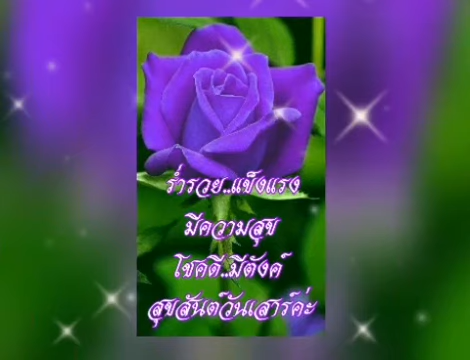 ร่ำรวย..แข็งแรง
มีความสุข
โชคดี..มีตังค์
สุขสันต์วันเสาร์ค่ะ